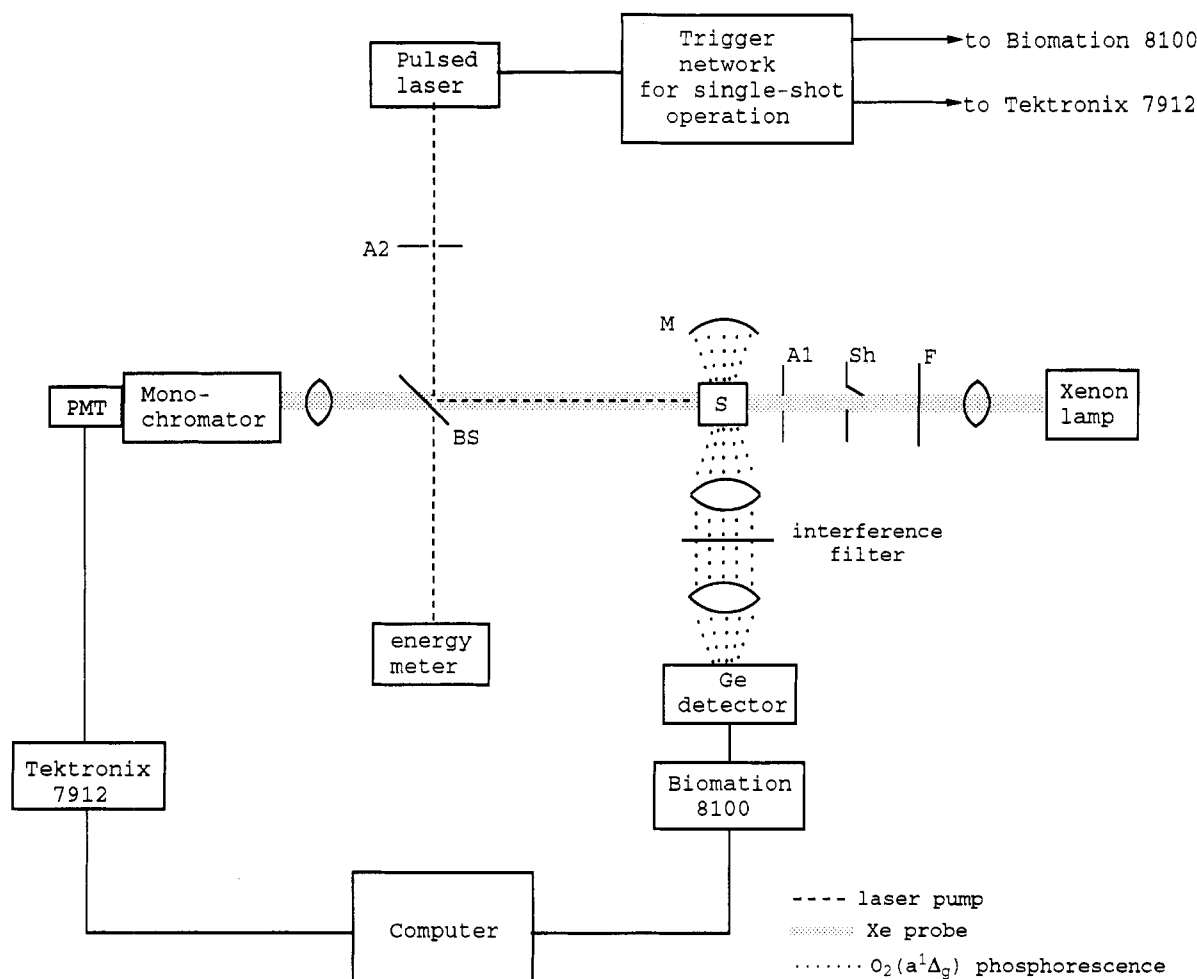 Pulsed
laser
Trigger
network
for single-shot
operation
to Biomation 8100
to Tektronix 7912
A2
M
A1
Sh
F
PMT
Mono-
chromator
BS
S
Xenon
lamp
interference
filter
energy
meter
Ge
detector
Tektronix
7912
Biomation
8100
Computer
laser pump
Xe probe
O₂(a¹Δg) phosphorescence